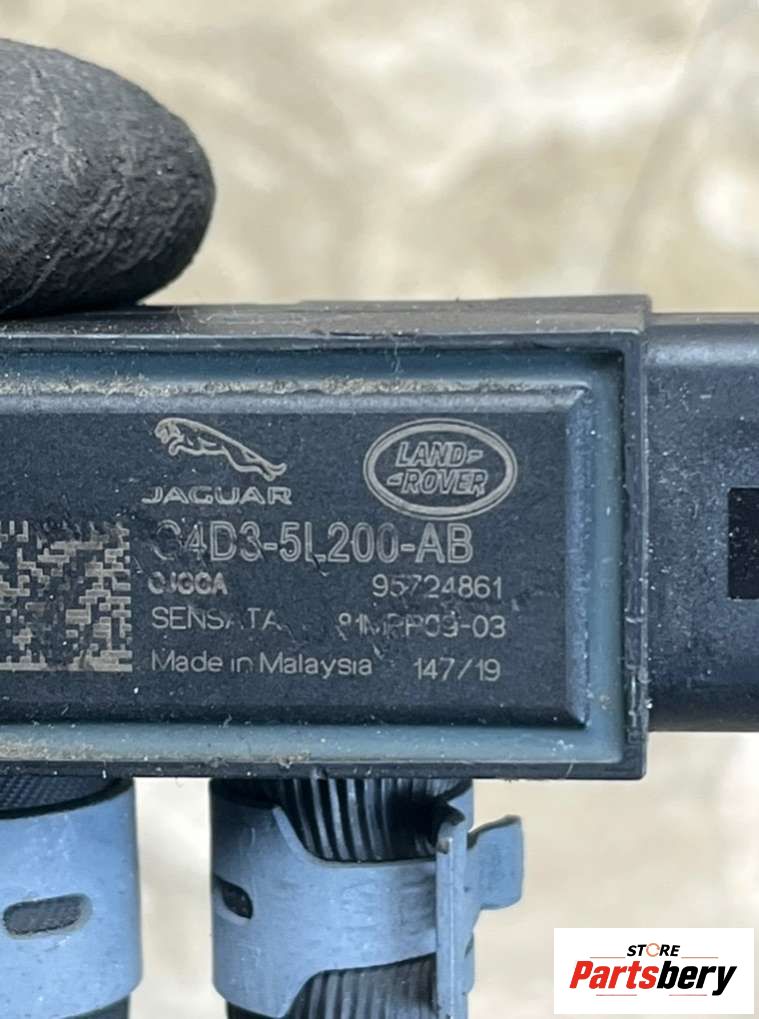 JAGUAR
LAND-
-ROVER
G4D3-5L200-AB
95724861
SENSATA
Made in Malaysia 147/19
STORE
Partsbery